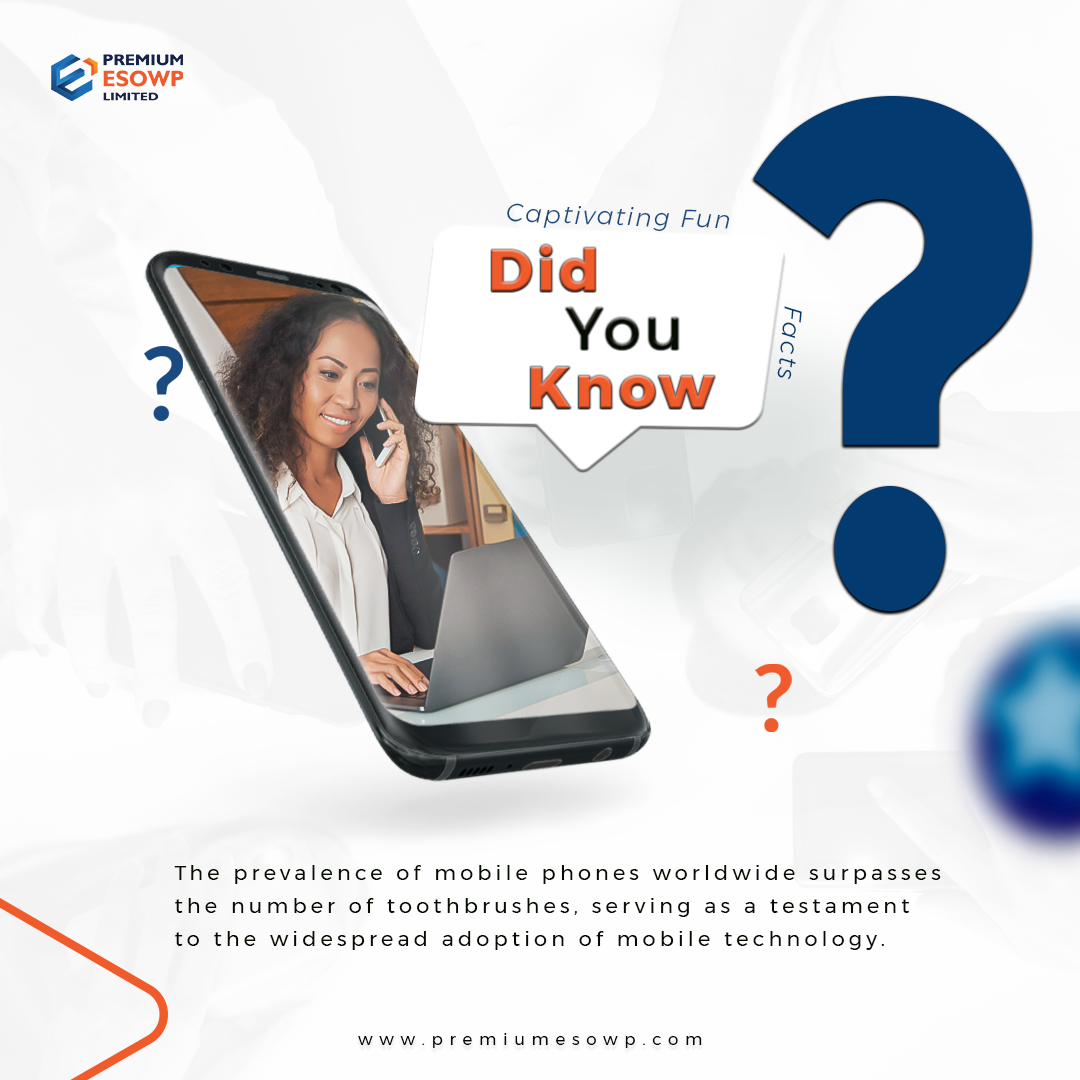 PREMIUM
ESOWP
LIMITED
Captivating Fun
Facts
Did
You
Know
?
?
?
The prevalence of mobile phones worldwide surpasses
the number of toothbrushes, serving as a testament
to the widespread adoption of mobile technology.
www.premiumesowp.com